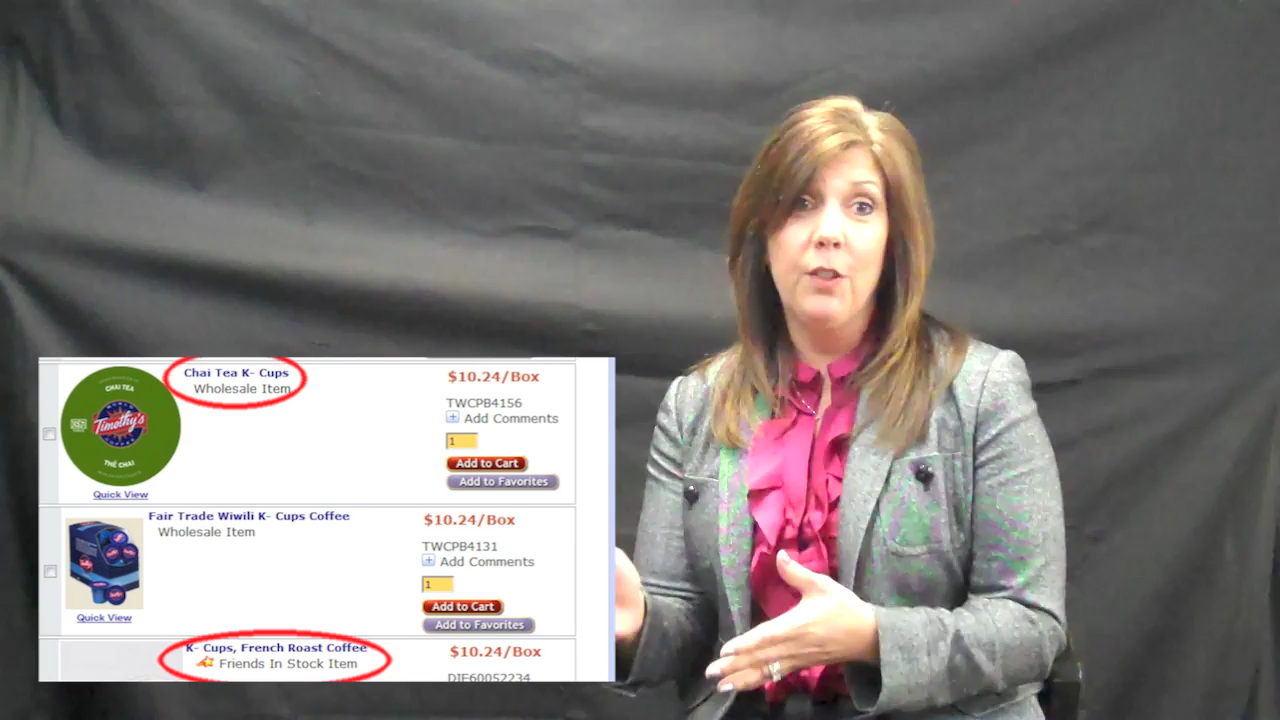 Chai Tea K- Cups
Wholesale Item
$10.24/Box
TWCPB4156
Add Comments
1
Add to Cart
Add to Favorites
CHAI TEA
Timothy's
THÉ CHAI
Quick View
Fair Trade Wiwili K- Cups Coffee
Wholesale Item
$10.24/Box
TWCPB4131
Add Comments
1
Add to Cart
Add to Favorites
Quick View
K- Cups, French Roast Coffee
Friends In Stock Item
$10.24/Box
DIE60052234